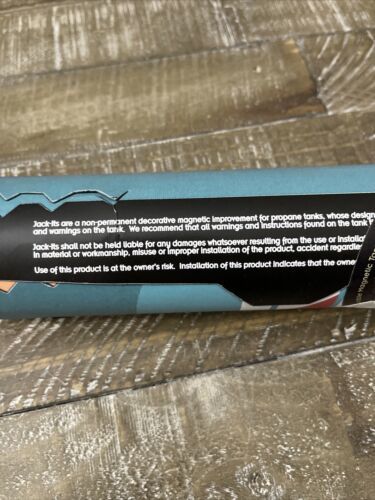 Jack-Its are a non-permanent decorative magnetic improvement for propane tanks, whose design
and warnings on the tank. We recommend that all warnings and instructions found on the tank
Jack-Its shall not be held liable for any damages whatsoever resulting from the use or installa
in material or workmanship, misuse or improper installation of the product, accident regardles
Use of this product is at the owner's risk. Installation of this product indicates that the owne
magnetic